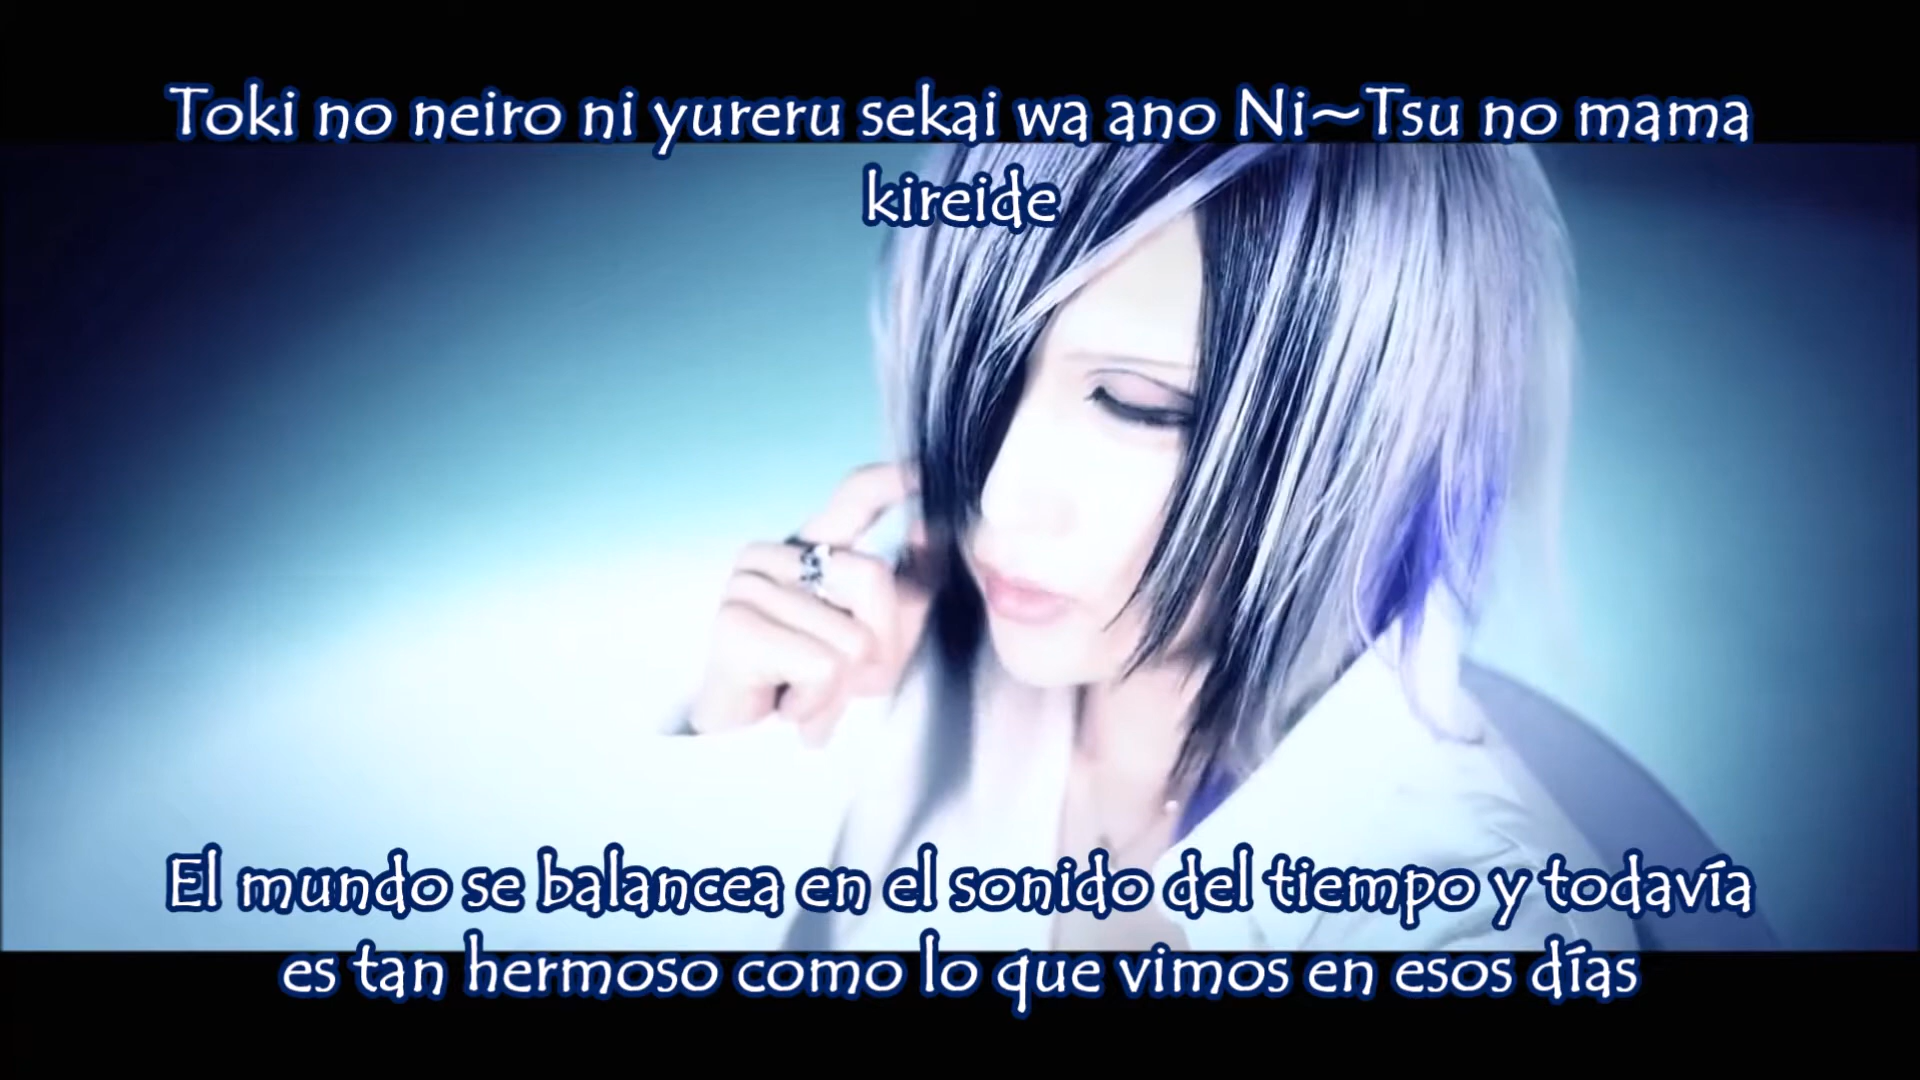 Toki no neiro ni yureru sekai wa ano Ni~Tsu no mama
kireide
El mundo se balancea en el sonido del tiempo y todavía
es tan hermoso como lo que vimos en esos días